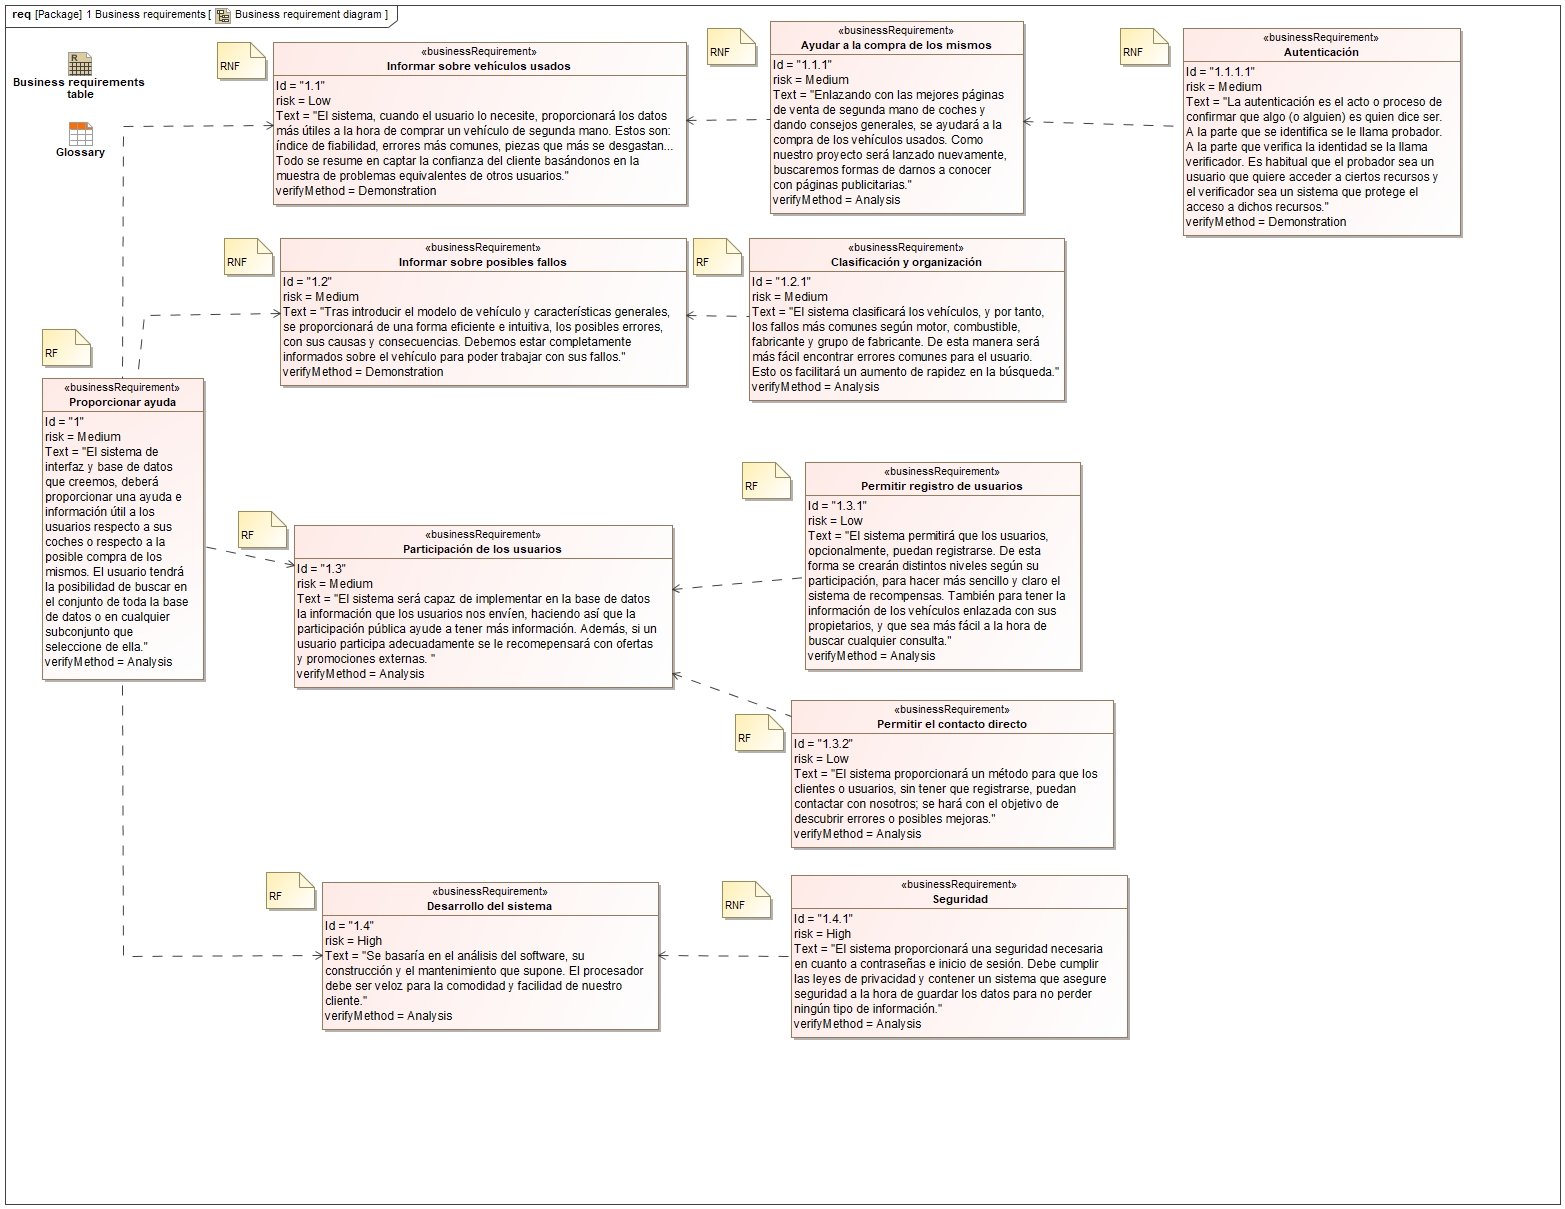 req [Package] 1 Business requirements [ Business requirement diagram ]
Business requirements
table
Glossary
RNF
«businessRequirement»
Informar sobre vehículos usados
Id = "1.1"
risk = Low
Text = "El sistema, cuando el usuario lo necesite, proporcionará los datos
más útiles a la hora de comprar un vehículo de segunda mano. Estos son:
índice de fiabilidad, errores más comunes, piezas que más se desgastan...
Todo se resume en captar la confianza del cliente basándonos en la
muestra de problemas equivalentes de otros usuarios."
verifyMethod = Demonstration
RNF
«businessRequirement»
Ayudar a la compra de los mismos
Id = "1.1.1"
risk = Medium
Text = "Enlazando con las mejores páginas
de venta de segunda mano de coches y
dando consejos generales, se ayudará a la
compra de los vehículos usados. Como
nuestro proyecto será lanzado nuevamente,
buscaremos formas de darnos a conocer
con páginas publicitarias."
verifyMethod = Analysis
RNF
«businessRequirement»
Autenticación
Id = "1.1.1.1"
risk = Medium
Text = "La autenticación es el acto o proceso de
confirmar que algo (o alguien) es quien dice ser.
A la parte que se identifica se le llama probador.
A la parte que verifica la identidad se la llama
verificador. Es habitual que el probador sea un
usuario que quiere acceder a ciertos recursos y
el verificador sea un sistema que protege el
acceso a dichos recursos."
verifyMethod = Demonstration
RNF
«businessRequirement»
Informar sobre posibles fallos
Id = "1.2"
risk = Medium
Text = "Tras introducir el modelo de vehículo y características generales,
se proporcionará de una forma eficiente e intuitiva, los posibles errores,
con sus causas y consecuencias. Debemos estar completamente
informados sobre el vehículo para poder trabajar con sus fallos."
verifyMethod = Demonstration
RF
«businessRequirement»
Clasificación y organización
Id = "1.2.1"
risk = Medium
Text = "El sistema clasificará los vehículos, y por tanto,
los fallos más comunes según motor, combustible,
fabricante y grupo de fabricante. De esta manera será
más fácil encontrar errores comunes para el usuario.
Esto os facilitará un aumento de rapidez en la búsqueda."
verifyMethod = Analysis
RF
«businessRequirement»
Proporcionar ayuda
Id = "1"
risk = Medium
Text = "El sistema de
interfaz y base de datos
que creemos, deberá
proporcionar una ayuda e
información útil a los
usuarios respecto a sus
coches o respecto a la
posible compra de los
mismos. El usuario tendrá
la posibilidad de buscar en
el conjunto de toda la base
de datos o en cualquier
subconjunto que
seleccione de ella."
verifyMethod = Analysis
RF
«businessRequirement»
Participación de los usuarios
Id = "1.3"
risk = Medium
Text = "El sistema será capaz de implementar en la base de datos
la información que los usuarios nos envíen, haciendo así que la
participación pública ayude a tener más información. Además, si un
usuario participa adecuadamente se le recomepensará con ofertas
y promociones externas. "
verifyMethod = Analysis
RF
«businessRequirement»
Permitir registro de usuarios
Id = "1.3.1"
risk = Low
Text = "El sistema permitirá que los usuarios,
opcionalmente, puedan registrarse. De esta
forma se crearán distintos niveles según su
participación, para hacer más sencillo y claro el
sistema de recompensas. También para tener la
información de los vehículos enlazada con sus
propietarios, y que sea más fácil a la hora de
buscar cualquier consulta."
verifyMethod = Analysis
RF
«businessRequirement»
Permitir el contacto directo
Id = "1.3.2"
risk = Low
Text = "El sistema proporcionará un método para que los
clientes o usuarios, sin tener que registrarse, puedan
contactar con nosotros; se hará con el objetivo de
descubrir errores o posibles mejoras."
verifyMethod = Analysis
RF
«businessRequirement»
Desarrollo del sistema
Id = "1.4"
risk = High
Text = "Se basaría en el análisis del software, su
construcción y el mantenimiento que supone. El procesador
debe ser veloz para la comodidad y facilidad de nuestro
cliente."
verifyMethod = Analysis
RNF
«businessRequirement»
Seguridad
Id = "1.4.1"
risk = High
Text = "El sistema proporcionará una seguridad necesaria
en cuanto a contraseñas e inicio de sesión. Debe cumplir
las leyes de privacidad y contener un sistema que asegure
seguridad a la hora de guardar los datos para no perder
ningún tipo de información."
verifyMethod = Analysis